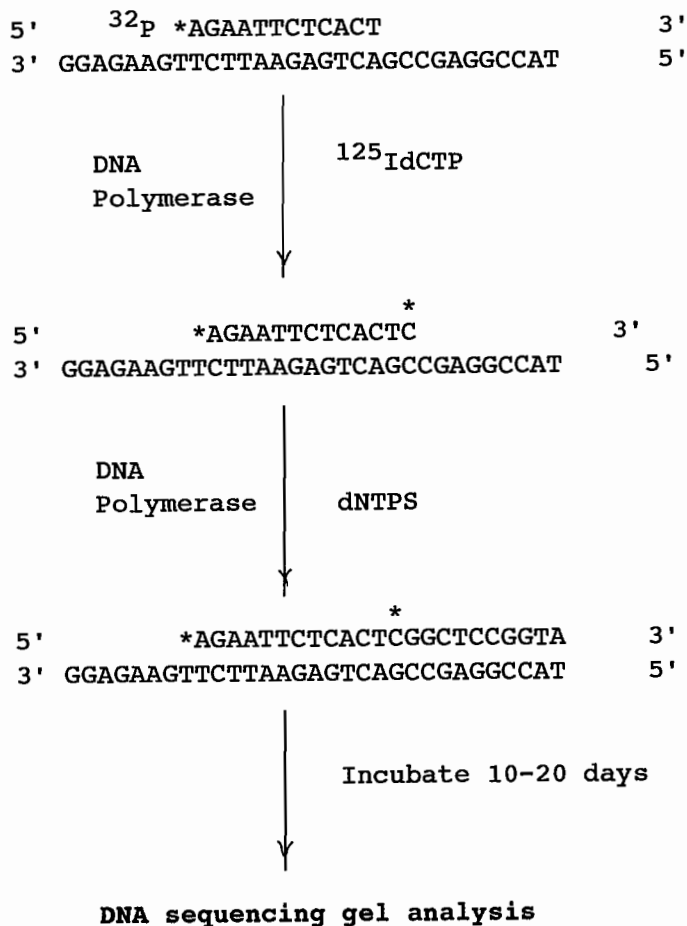 5' 32P *AGAATTCTCACT 3'
3' GGAGAAGTTCTTAAGAGTCAGCCGAGGCCAT 5'
DNA
Polymerase
125IdCTP
*
5' *AGAATTCTCACTC 3'
3' GGAGAAGTTCTTAAGAGTCAGCCGAGGCCAT 5'
DNA
Polymerase
dNTPS
*
5' *AGAATTCTCACTCGGCTCCGGTA 3'
3' GGAGAAGTTCTTAAGAGTCAGCCGAGGCCAT 5'
Incubate 10-20 days
DNA sequencing gel analysis